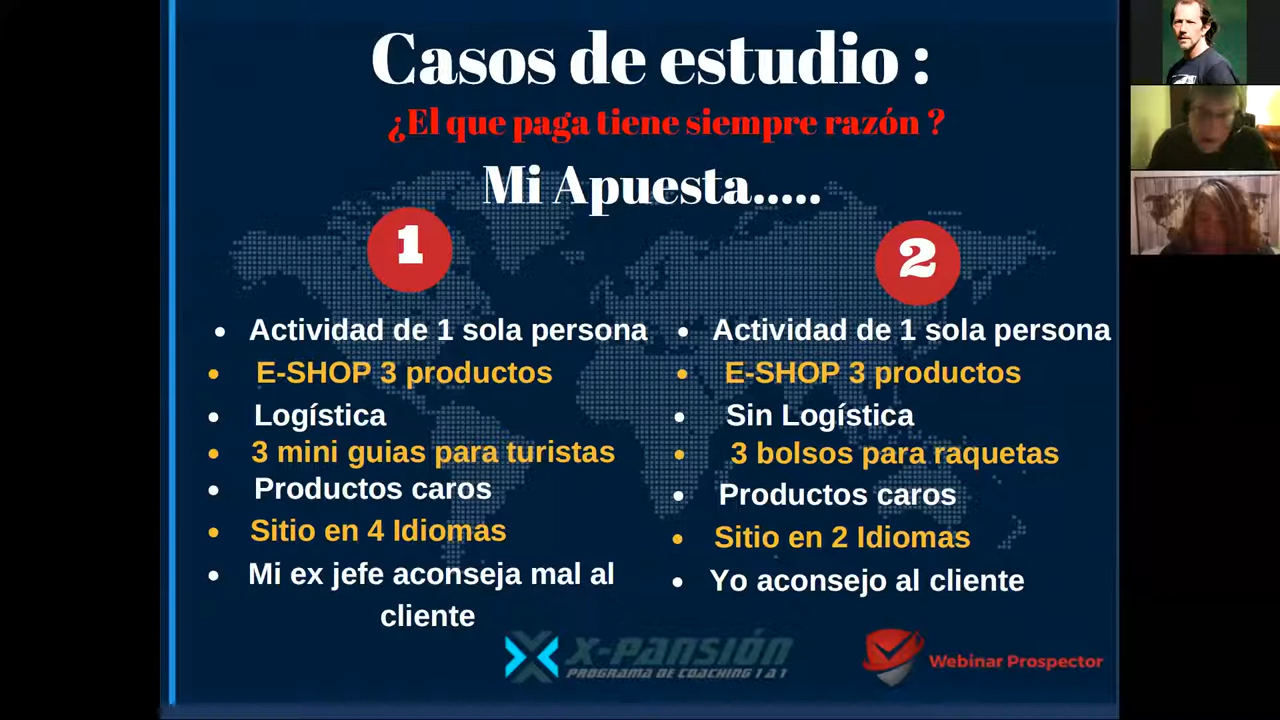 Casos de estudio :
¿El que paga tiene siempre razón ?
Mi Apuesta.....
1
• Actividad de 1 sola persona
• E-SHOP 3 productos
• Logística
• 3 mini guias para turistas
• Productos caros
• Sitio en 4 Idiomas
• Mi ex jefe aconseja mal al
cliente
2
• Actividad de 1 sola persona
• E-SHOP 3 productos
• Sin Logística
• 3 bolsos para raquetas
• Productos caros
• Sitio en 2 Idiomas
• Yo aconsejo al cliente
X-PANSIÓN
PROGRAMA DE COACHING 1 A 1
Webinar Prospector